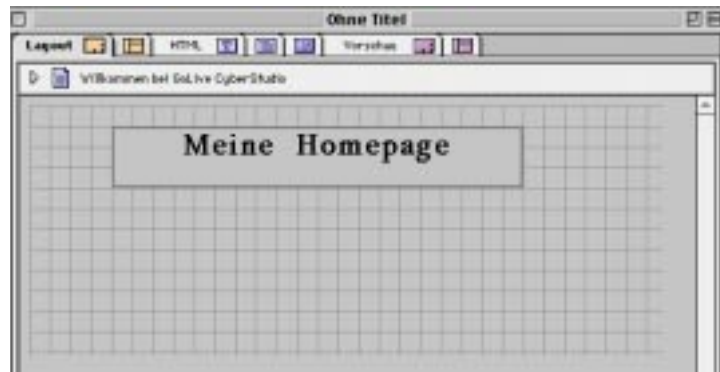 Ohne Titel
Layout HTML Vorschau
Willkommen bei GoLive CyberStudio
Meine Homepage